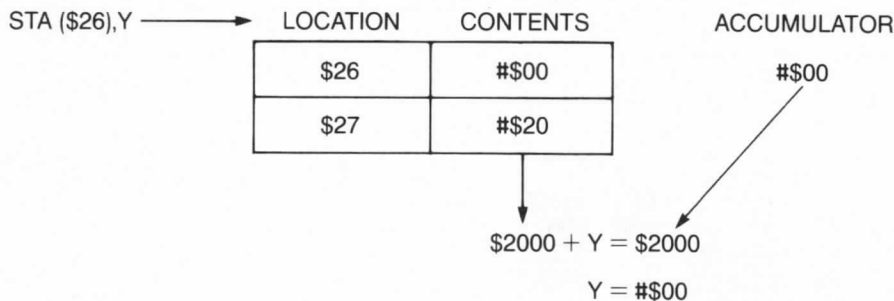 STA ($26),Y LOCATION CONTENTS ACCUMULATOR
$26 #$00 #$00
$27 #$20
$2000 + Y = $2000
Y = #$00